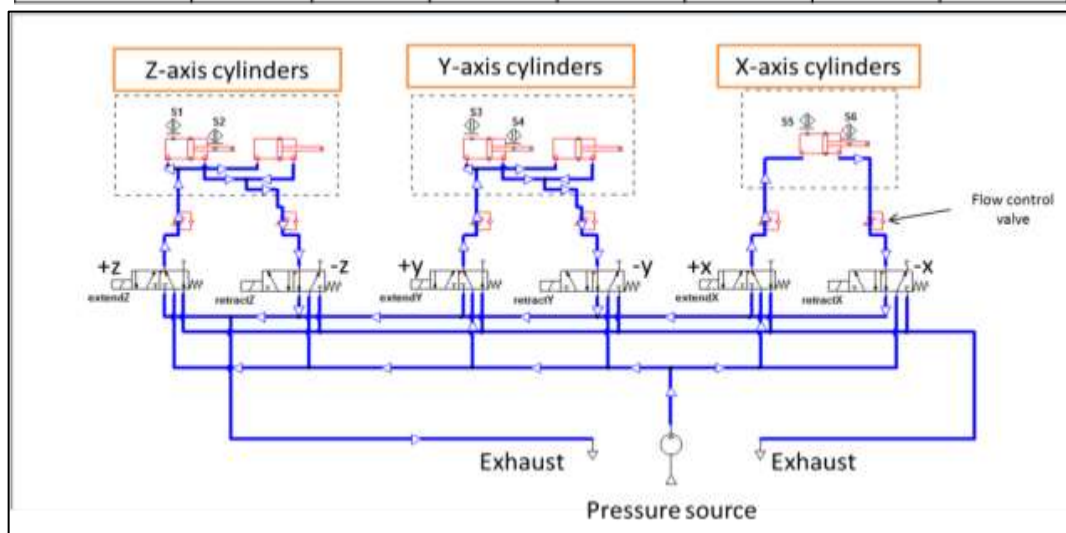 Z-axis cylinders
Y-axis cylinders
X-axis cylinders
S1
S2
S3
S4
S5
S6
Flow control
valve
+z
-z
+y
-y
+x
-x
extendZ
retractZ
extendY
retractY
extendX
retractX
Exhaust
Exhaust
Pressure source